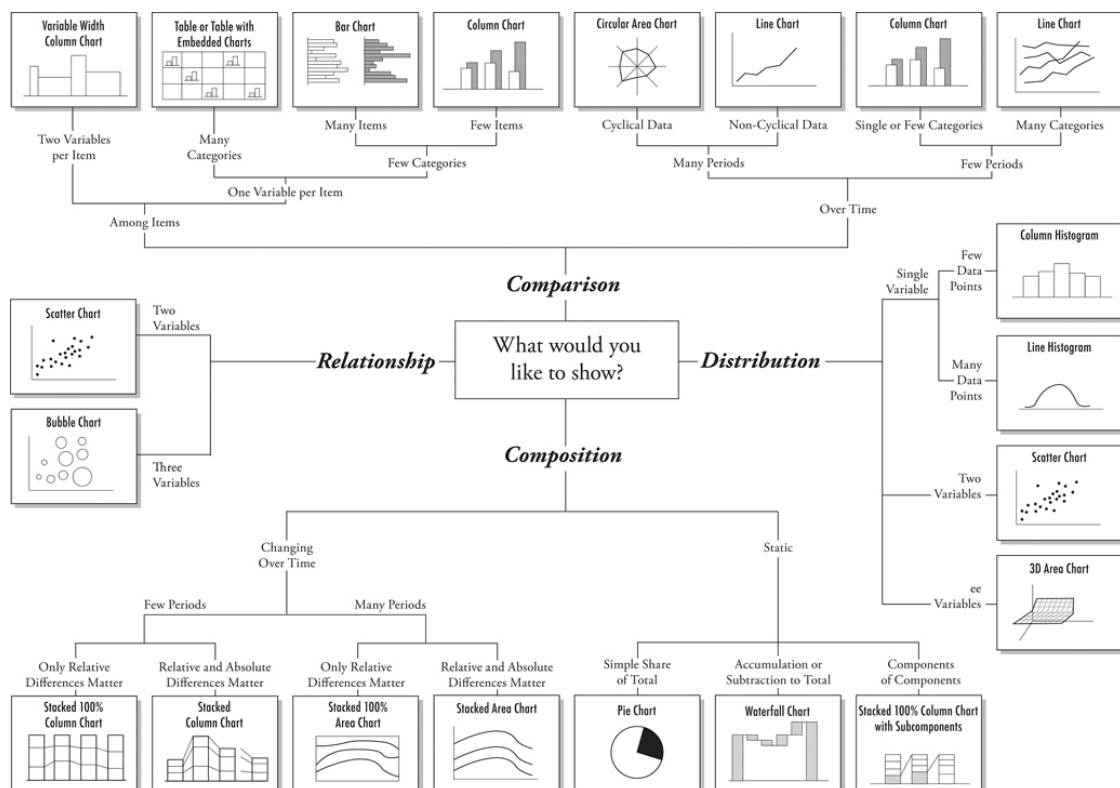 Variable Width
Column Chart
Table or Table with
Embedded Charts
Bar Chart
Column Chart
Circular Area Chart
Line Chart
Column Chart
Line Chart
Two Variables
per Item
Many
Categories
Many Items
Few Items
Cyclical Data
Non-Cyclical Data
Single or Few Categories
Many Categories
Few Categories
Many Periods
Few Periods
One Variable per Item
Among Items
Over Time
Comparison
What would you
like to show?
Relationship
Two
Variables
Scatter Chart
Bubble Chart
Three
Variables
Distribution
Single
Variable
Few
Data
Points
Column Histogram
Many
Data
Points
Line Histogram
Two
Variables
Scatter Chart
ee
Variables
3D Area Chart
Composition
Changing
Over Time
Static
Few Periods
Many Periods
Only Relative
Differences Matter
Relative and Absolute
Differences Matter
Only Relative
Differences Matter
Relative and Absolute
Differences Matter
Simple Share
of Total
Accumulation or
Subtraction to Total
Components
of Components
Stacked 100%
Column Chart
Stacked
Column Chart
Stacked 100%
Area Chart
Stacked Area Chart
Pie Chart
Waterfall Chart
Stacked 100% Column Chart
with Subcomponents